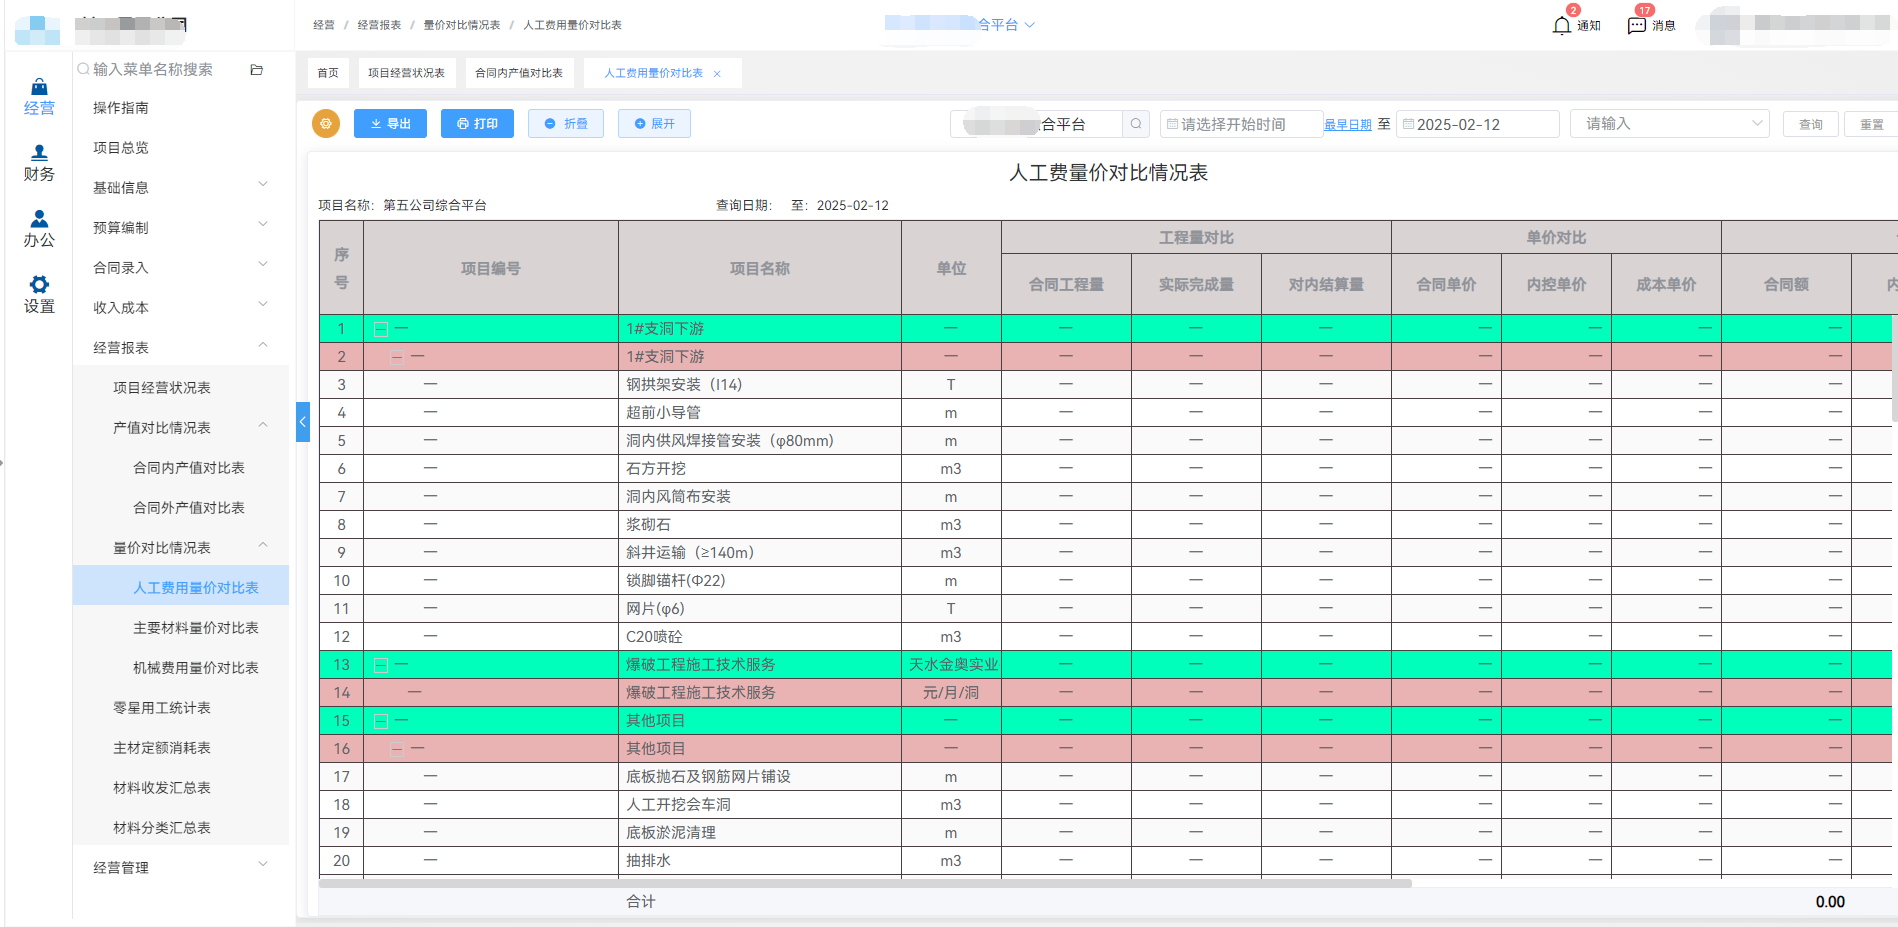 经营 / 经营报表 / 量价对比情况表 / 人工费用量价对比表
合平台
2
通知
17
消息
输入菜单名称搜索
经营
财务
办公
设置
操作指南
项目总览
基础信息
预算编制
合同录入
收入成本
经营报表
项目经营状况表
产值对比情况表
合同内产值对比表
合同外产值对比表
量价对比情况表
人工费用量价对比表
主要材料量价对比表
机械费用量价对比表
零星用工统计表
主材定额消耗表
材料收发汇总表
材料分类汇总表
经营管理
首页 项目经营状况表 合同内产值对比表 人工费用量价对比表 ×
导出 打印 折叠 展开 合平台 请选择开始时间 最早日期 至 2025-02-12 请输入 查询 重置
人工费量价对比情况表
项目名称：第五公司综合平台 查询日期： 至：2025-02-12
序号 项目编号 项目名称 单位 工程量对比 单价对比
合同工程量 实际完成量 对内结算量 合同单价 内控单价 成本单价 合同额 内
1 — 1#支洞下游 — — — — — — — —
2 — 1#支洞下游 — — — — — — — —
3 — 钢拱架安装（I14） T — — — — — — —
4 — 超前小导管 m — — — — — — —
5 — 洞内供风焊接管安装（φ80mm） m — — — — — — —
6 — 石方开挖 m3 — — — — — — —
7 — 洞内风筒布安装 m — — — — — — —
8 — 浆砌石 m3 — — — — — — —
9 — 斜井运输（≥140m） m3 — — — — — — —
10 — 锁脚锚杆(Φ22) m — — — — — — —
11 — 网片(φ6) T — — — — — — —
12 — C20喷砼 m3 — — — — — — —
13 — 爆破工程施工技术服务 天水金奥实业 — — — — — — —
14 — 爆破工程施工技术服务 元/月/洞 — — — — — — —
15 — 其他项目 — — — — — — — —
16 — 其他项目 — — — — — — — —
17 — 底板抛石及钢筋网片铺设 m — — — — — — —
18 — 人工开挖会车洞 m3 — — — — — — —
19 — 底板淤泥清理 m — — — — — — —
20 — 抽排水 m3 — — — — — — —
合计 0.00